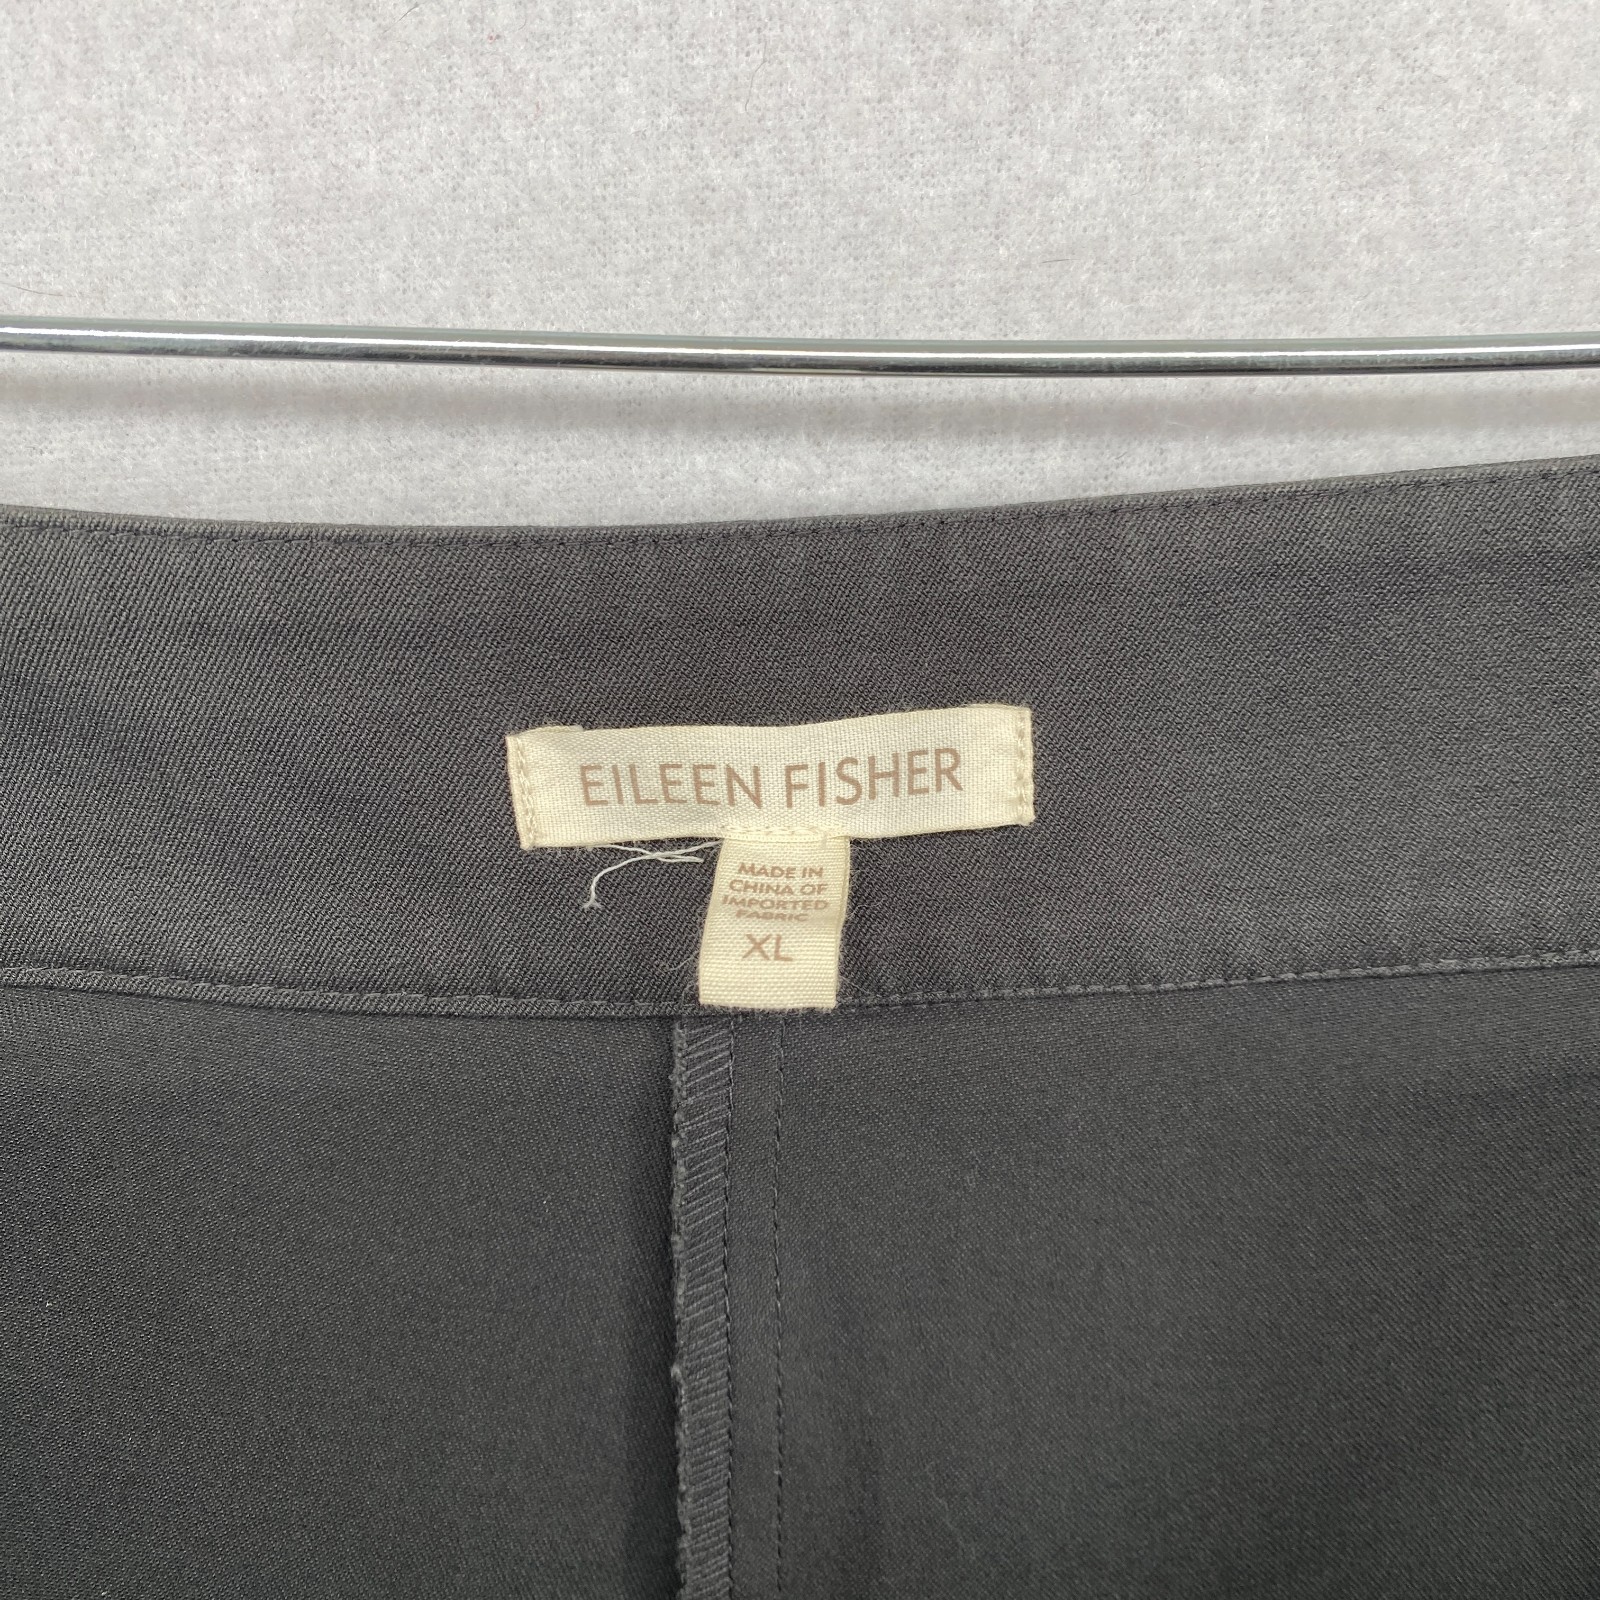 EILEEN FISHER
MADE IN
CHINA OF
IMPORTED
FABRIC
XL